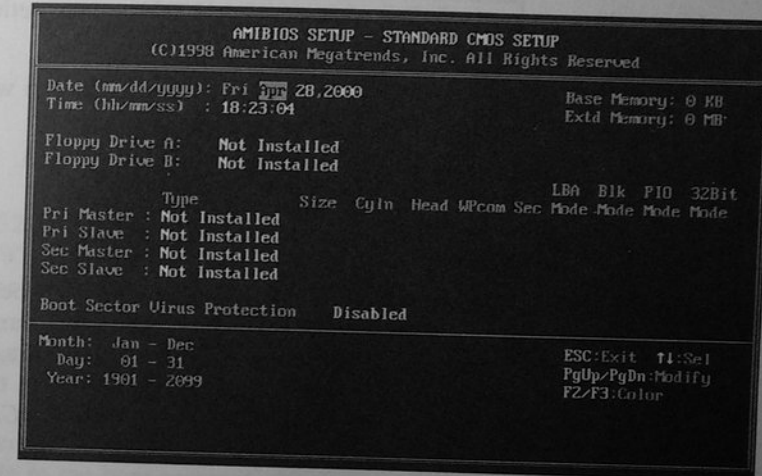 AMIBIOS SETUP - STANDARD CMOS SETUP
(C)1998 American Megatrends, Inc. All Rights Reserved
Date (mm/dd/yyyy): Fri Apr 28,2000
Time (hh/mm/ss) : 18:23:04
Base Memory: 0 KB
Extd Memory: 0 MB
Floppy Drive A: Not Installed
Floppy Drive B: Not Installed
LBA Blk PIO 32Bit
Type Size Cyln Head WPcom Sec Mode Mode Mode Mode
Pri Master : Not Installed
Pri Slave : Not Installed
Sec Master : Not Installed
Sec Slave : Not Installed
Boot Sector Virus Protection Disabled
Month: Jan - Dec
Day: 01 - 31
Year: 1901 - 2099
ESC:Exit ↑↓:Sel
PgUp/PgDn:Modify
F2/F3:Color